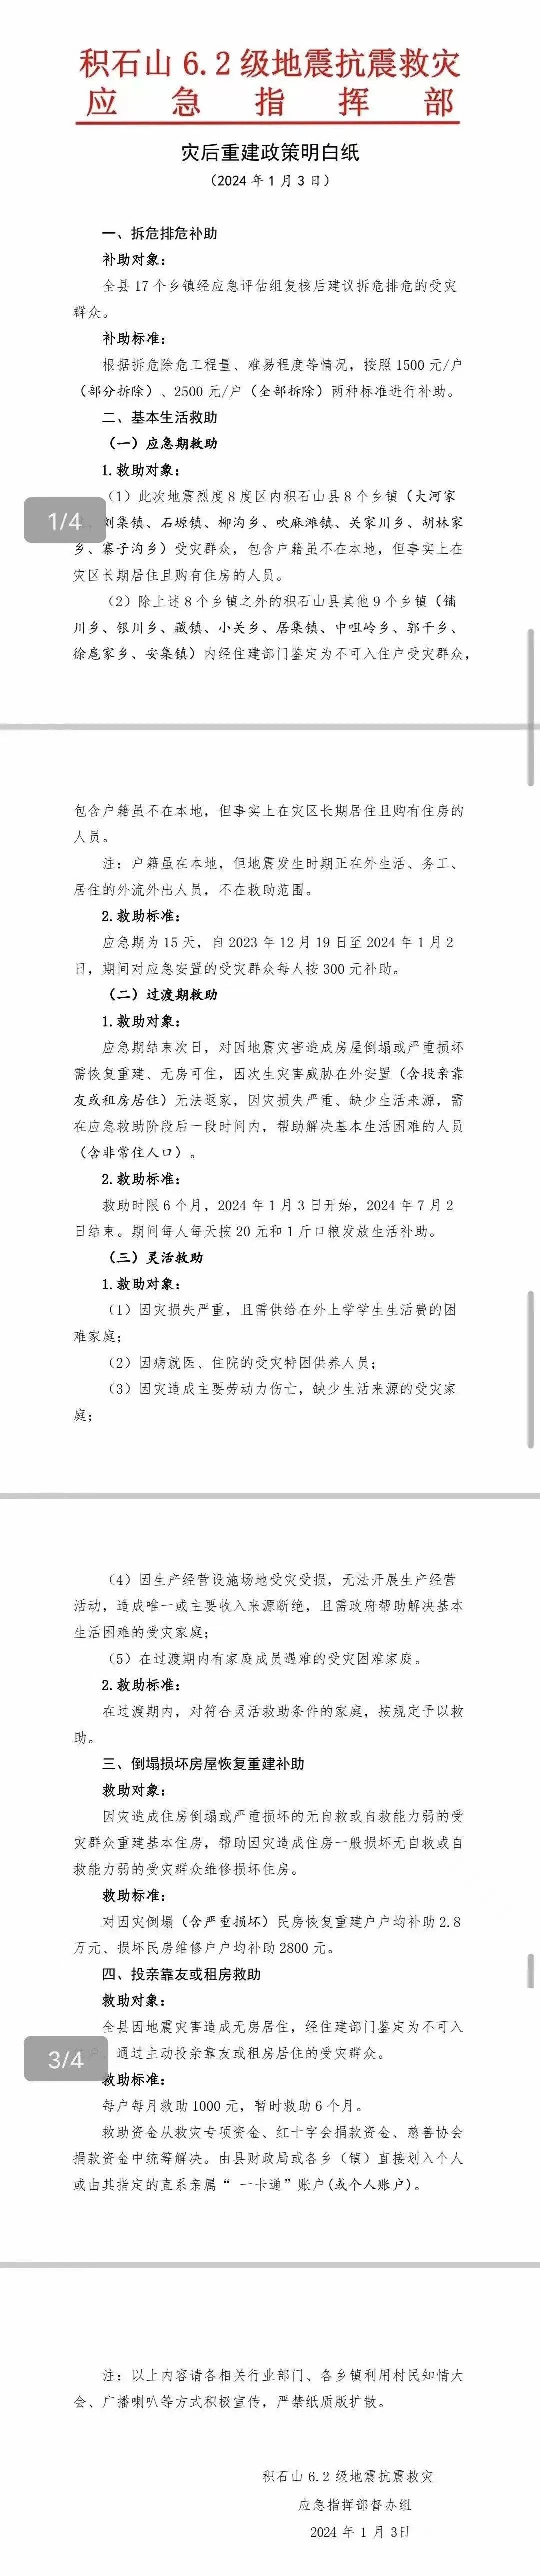 积石山 6.2 级地震抗震救灾
应急指挥部
灾后重建政策明白纸
（2024 年 1 月 3 日）
一、拆危排危补助
补助对象：
全县 17 个乡镇经应急评估组复核后建议拆危排危的受灾
群众。
补助标准：
根据拆危除危工程量、难易程度等情况，按照 1500 元/户
（部分拆除）、2500 元/户（全部拆除）两种标准进行补助。
二、基本生活救助
（一）应急期救助
1.救助对象：
（1）此次地震烈度 8 度区内积石山县 8 个乡镇（大河家
1/4
、刘集镇、石塬镇、柳沟乡、吹麻滩镇、关家川乡、胡林家
乡、寨子沟乡）受灾群众，包含户籍虽不在本地，但事实上在
灾区长期居住且购有住房的人员。
（2）除上述 8 个乡镇之外的积石山县其他 9 个乡镇（铺
川乡、银川乡、藏镇、小关乡、居集镇、中咀岭乡、郭干乡、
徐扈家乡、安集镇）内经住建部门鉴定为不可入住户受灾群众，
包含户籍虽不在本地，但事实上在灾区长期居住且购有住房的
人员。
注：户籍虽在本地，但地震发生时期正在外生活、务工、
居住的外流外出人员，不在救助范围。
2.救助标准：
应急期为 15 天，自 2023 年 12 月 19 日至 2024 年 1 月 2
日，期间对应急安置的受灾群众每人按 300 元补助。
（二）过渡期救助
1.救助对象：
应急期结束次日，对因地震灾害造成房屋倒塌或严重损坏
需恢复重建、无房可住，因次生灾害威胁在外安置（含投亲靠
友或租房居住）无法返家，因灾损失严重、缺少生活来源，需
在应急救助阶段后一段时间内，帮助解决基本生活困难的人员
（含非常住人口）。
2.救助标准：
救助时限 6 个月，2024 年 1 月 3 日开始，2024 年 7 月 2
日结束。期间每人每天按 20 元和 1 斤口粮发放生活补助。
（三）灵活救助
1.救助对象：
（1）因灾损失严重，且需供给在外上学学生生活费的困
难家庭；
（2）因病就医、住院的受灾特困供养人员；
（3）因灾造成主要劳动力伤亡，缺少生活来源的受灾家
庭；
（4）因生产经营设施场地受灾受损，无法开展生产经营
活动，造成唯一或主要收入来源断绝，且需政府帮助解决基本
生活困难的受灾家庭；
（5）在过渡期内有家庭成员遇难的受灾困难家庭。
2.救助标准：
在过渡期内，对符合灵活救助条件的家庭，按规定予以救
助。
三、倒塌损坏房屋恢复重建补助
救助对象：
因灾造成住房倒塌或严重损坏的无自救或自救能力弱的受
灾群众重建基本住房，帮助因灾造成住房一般损坏无自救或自
救能力弱的受灾群众维修损坏住房。
救助标准：
对因灾倒塌（含严重损坏）民房恢复重建户户均补助 2.8
万元、损坏民房维修户户均补助 2800 元。
四、投亲靠友或租房救助
救助对象：
全县因地震灾害造成无房居住，经住建部门鉴定为不可入
3/4
通过主动投亲靠友或租房居住的受灾群众。
救助标准：
每户每月救助 1000 元，暂时救助 6 个月。
救助资金从救灾专项资金、红十字会捐款资金、慈善协会
捐款资金中统筹解决。由县财政局或各乡（镇）直接划入个人
或由其指定的直系亲属“ 一卡通”账户(或个人账户)。
注：以上内容请各相关行业部门、各乡镇利用村民知情大
会、广播喇叭等方式积极宣传，严禁纸质版扩散。
积石山 6.2 级地震抗震救灾
应急指挥部督办组
2024 年 1 月 3日